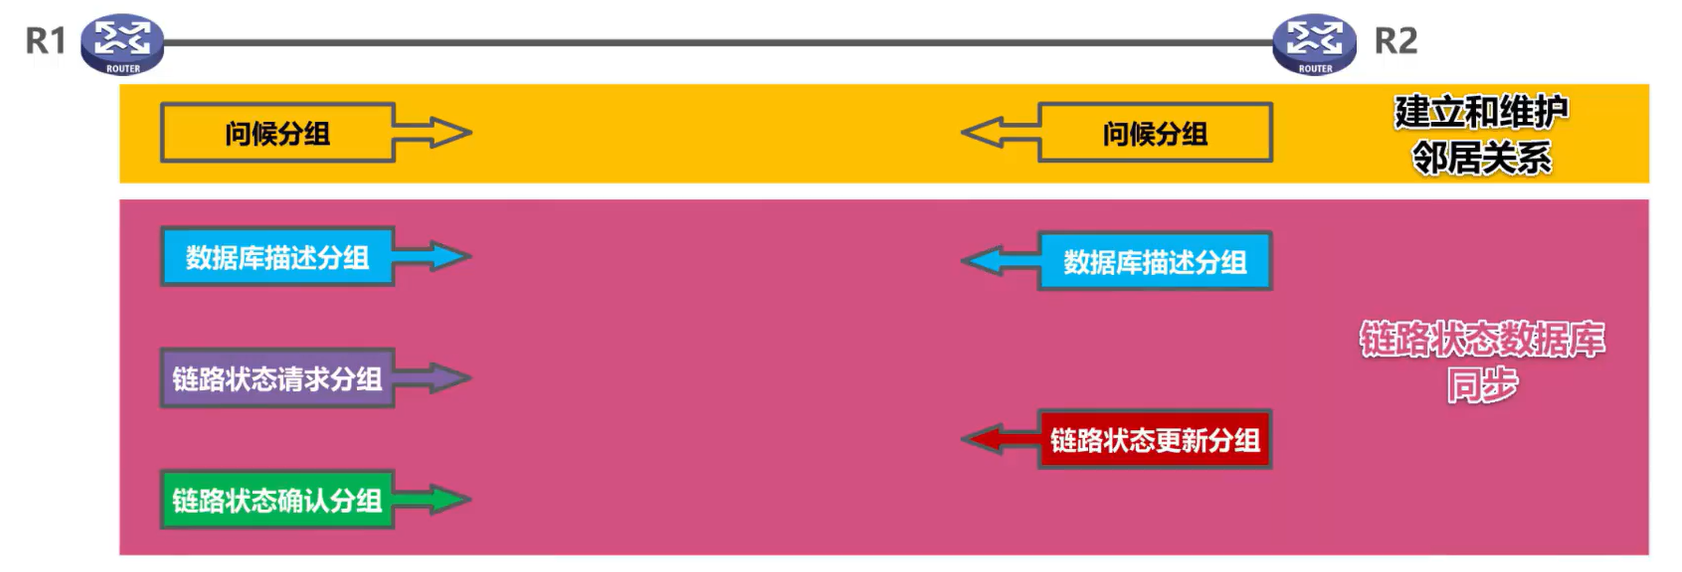 R1
ROUTER
ROUTER
R2
问候分组
问候分组
建立和维护
邻居关系
数据库描述分组
数据库描述分组
链路状态请求分组
链路状态数据库
同步
链路状态更新分组
链路状态确认分组